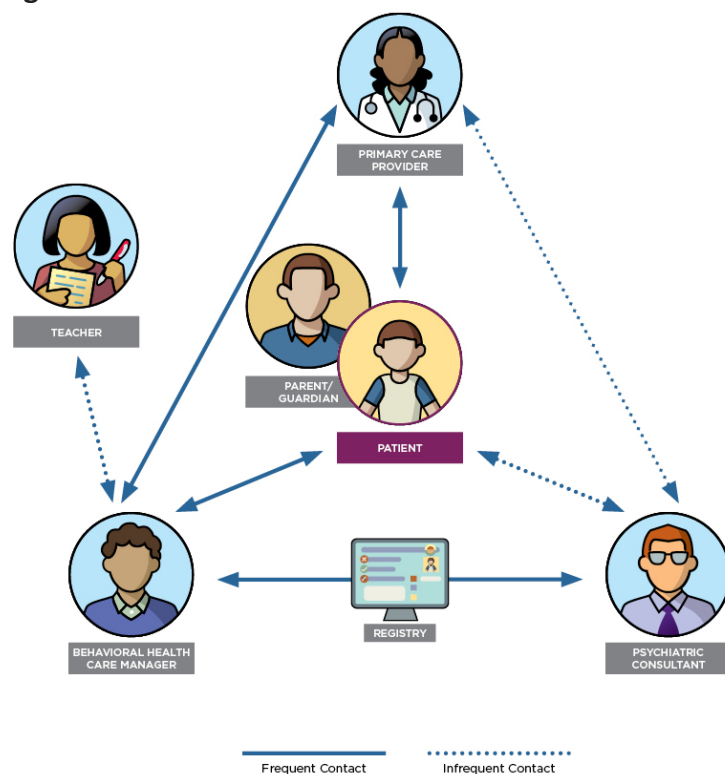 PRIMARY CARE
PROVIDER
TEACHER
PARENT/
GUARDIAN
PATIENT
REGISTRY
BEHAVIORAL HEALTH
CARE MANAGER
PSYCHIATRIC
CONSULTANT
Frequent Contact
Infrequent Contact